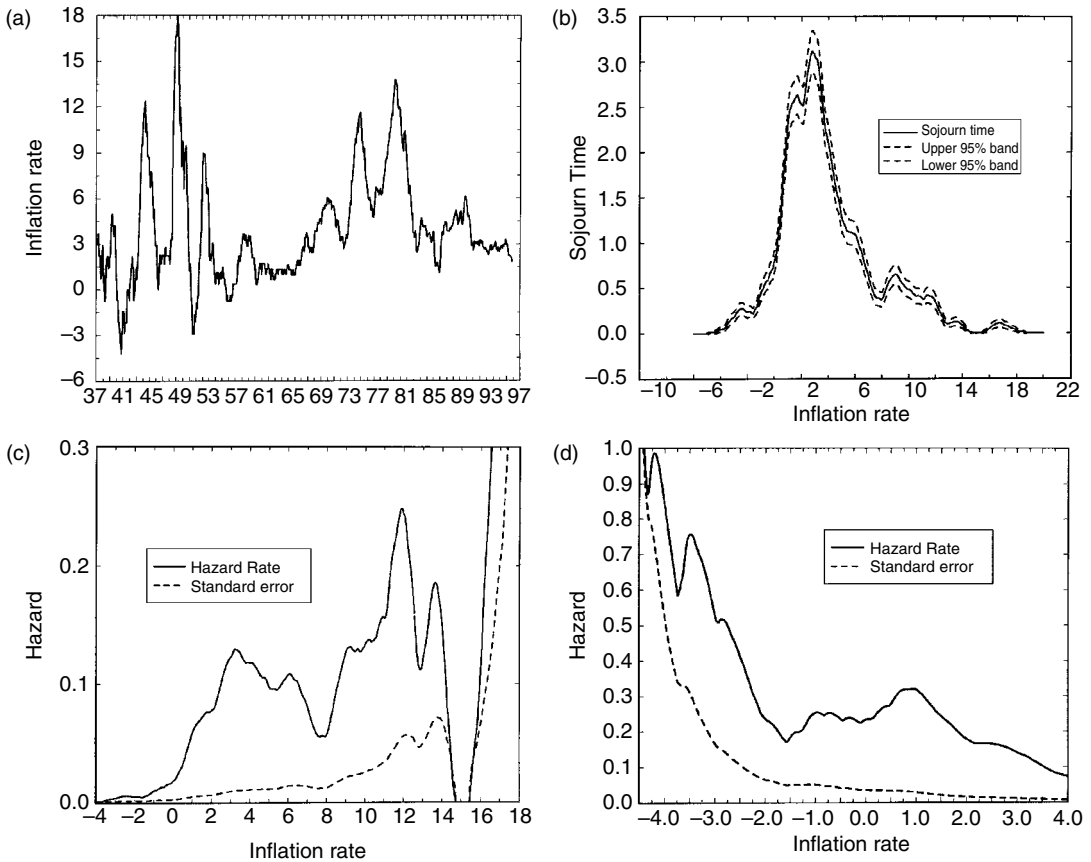 (a)
18
15
12
9
6
3
0
–3
–6
Inflation rate
37 41 45 49 53 57 61 65 69 73 77 81 85 89 93 97
(b)
3.5
3.0
2.5
2.0
1.5
1.0
0.5
0.0
–0.5
Sojourn Time
Sojourn time
Upper 95% band
Lower 95% band
–10 –6 –2 2 6 10 14 18 22
Inflation rate
(c)
0.3
0.2
0.1
0.0
Hazard
Hazard Rate
Standard error
–4 –2 0 2 4 6 8 10 12 14 16 18
Inflation rate
(d)
1.0
0.9
0.8
0.7
0.6
0.5
0.4
0.3
0.2
0.1
0.0
Hazard
Hazard Rate
Standard error
–4.0 –3.0 –2.0 –1.0 0.0 1.0 2.0 3.0 4.0
Inflation rate